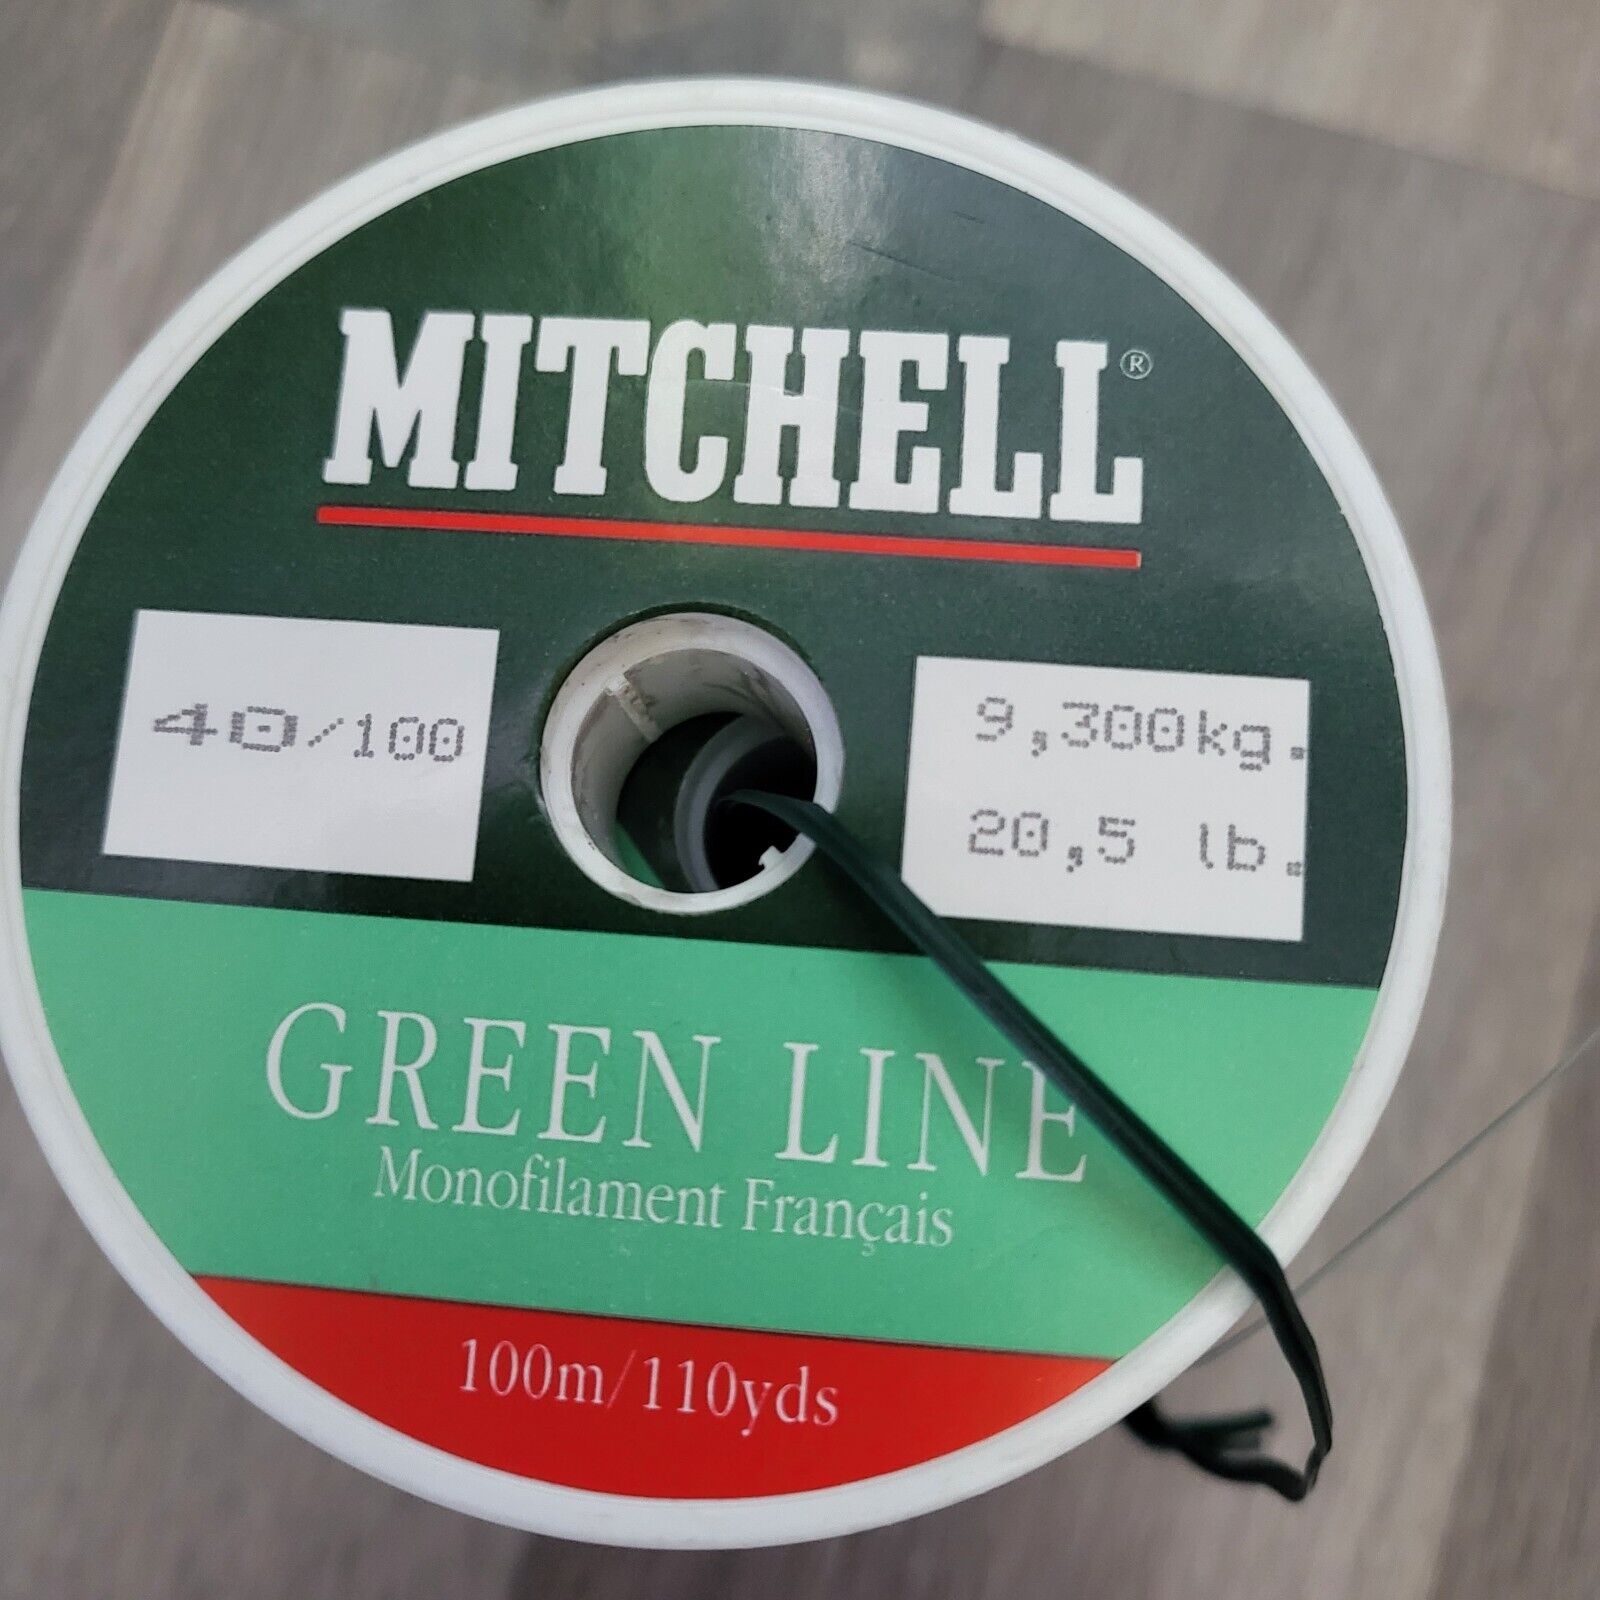 MITCHELL®
40/100
9,300kg.
20,5 lb.
GREEN LINE
Monofilament Français
100m/110yds